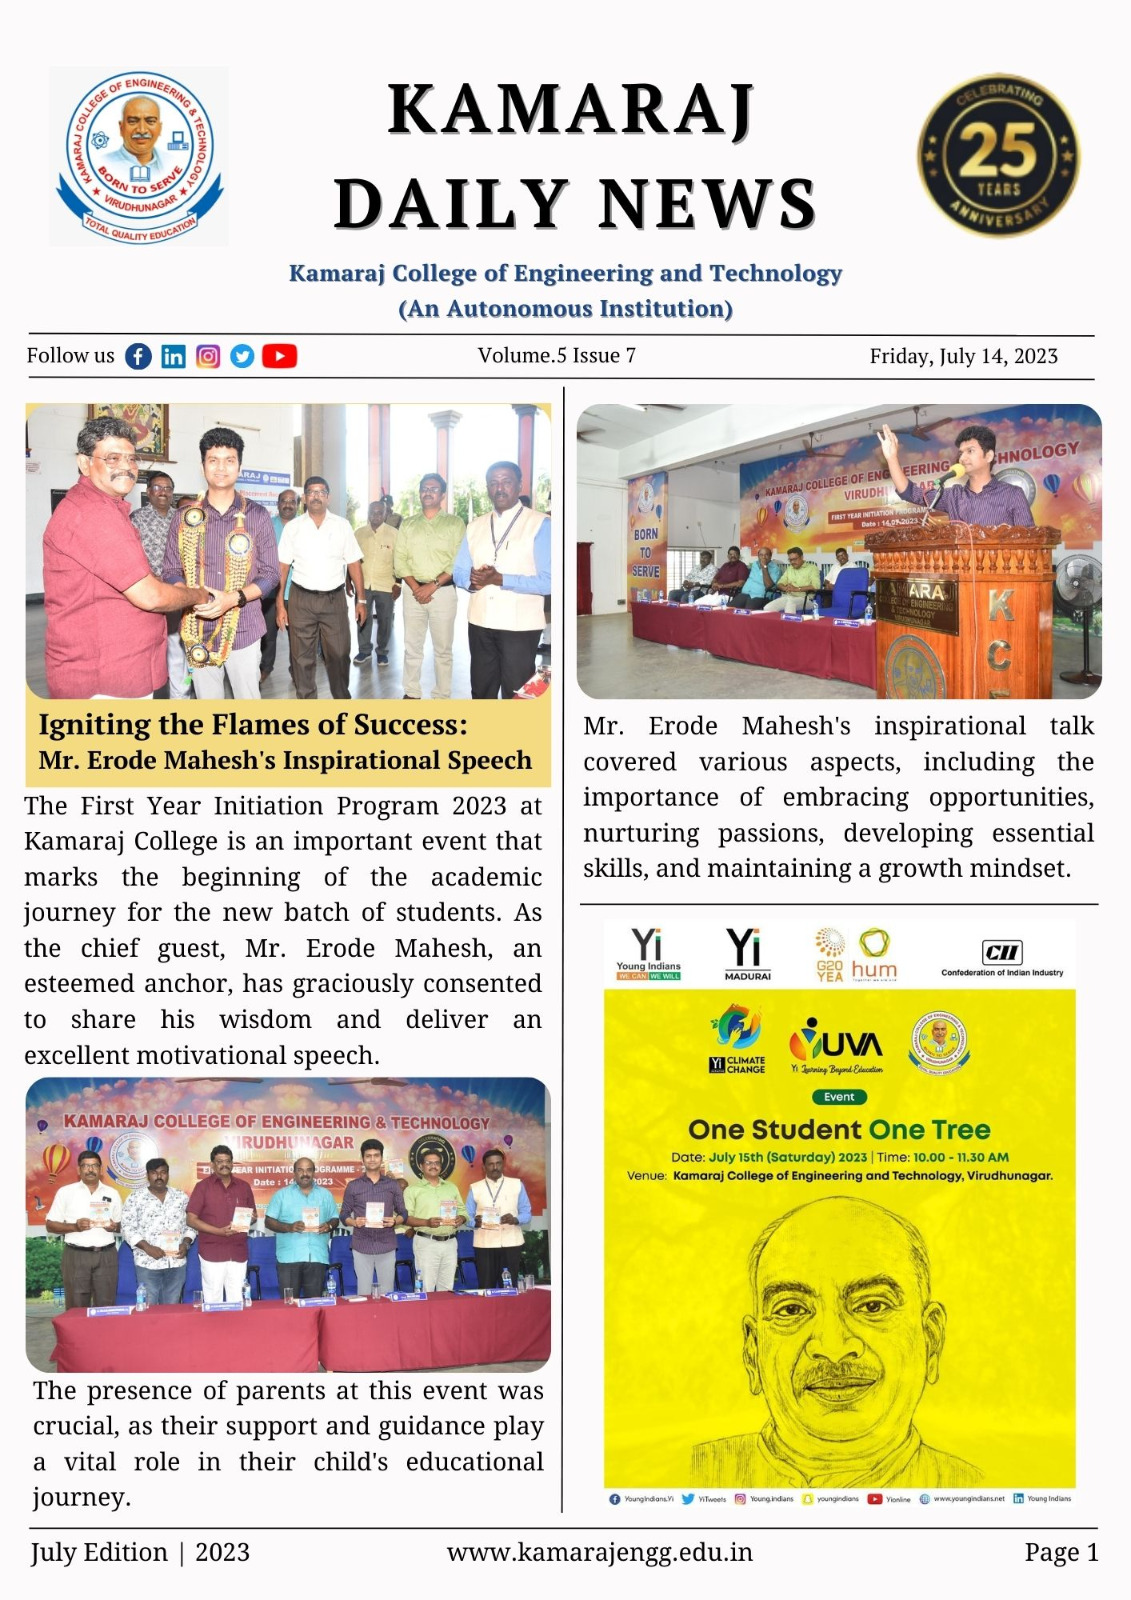 KAMARAJ COLLEGE OF ENGINEERING & TECHNOLOGY
BORN TO SERVE
VIRUDHUNAGAR
TOTAL QUALITY EDUCATION
KAMARAJ
DAILY NEWS
CELEBRATING
25
YEARS
ANNIVERSARY
Kamaraj College of Engineering and Technology
(An Autonomous Institution)
Follow us
Volume.5 Issue 7
Friday, July 14, 2023
Igniting the Flames of Success:
Mr. Erode Mahesh's Inspirational Speech
The First Year Initiation Program 2023 at
Kamaraj College is an important event that
marks the beginning of the academic
journey for the new batch of students. As
the chief guest, Mr. Erode Mahesh, an
esteemed anchor, has graciously consented
to share his wisdom and deliver an
excellent motivational speech.
KAMARAJ COLLEGE OF ENGINEERING & TECHNOLOGY
VIRUDHUNAGAR
The presence of parents at this event was
crucial, as their support and guidance play
a vital role in their child's educational
journey.
KAMARAJ COLLEGE OF ENGINEERING
FIRST YEAR INITIATION
Date : 14.07.2023
BORN
TO
SERVE
K
C
Mr. Erode Mahesh's inspirational talk
covered various aspects, including the
importance of embracing opportunities,
nurturing passions, developing essential
skills, and maintaining a growth mindset.
Yi
Young Indians
WE CAN WE WILL
Yi
MADURAI
G20
YEA
hum
CII
Confederation of Indian Industry
Yi CLIMATE
CHANGE
YUVA
Yi Learning Beyond Education
Event
One Student One Tree
Date: July 15th (Saturday) 2023 | Time: 10.00 - 11.30 AM
Venue: Kamaraj College of Engineering and Technology, Virudhunagar.
YoungIndians.Yi
YiTweets
Young.indians
youngindians
Yionline
www.youngindians.net
Young Indians
July Edition | 2023
www.kamarajengg.edu.in
Page 1